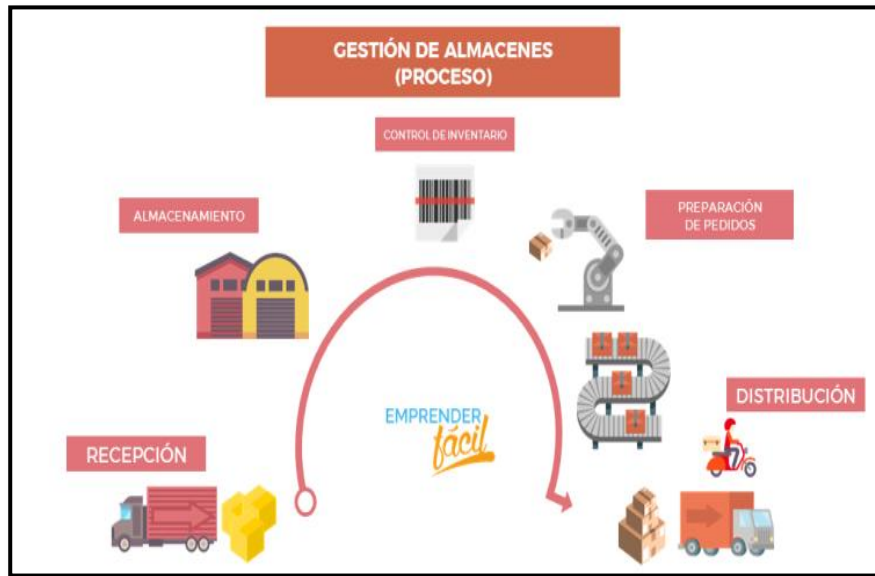 GESTIÓN DE ALMACENES
(PROCESO)
CONTROL DE INVENTARIO
ALMACENAMIENTO
PREPARACIÓN
DE PEDIDOS
DISTRIBUCIÓN
EMPRENDER
fácil
RECEPCIÓN